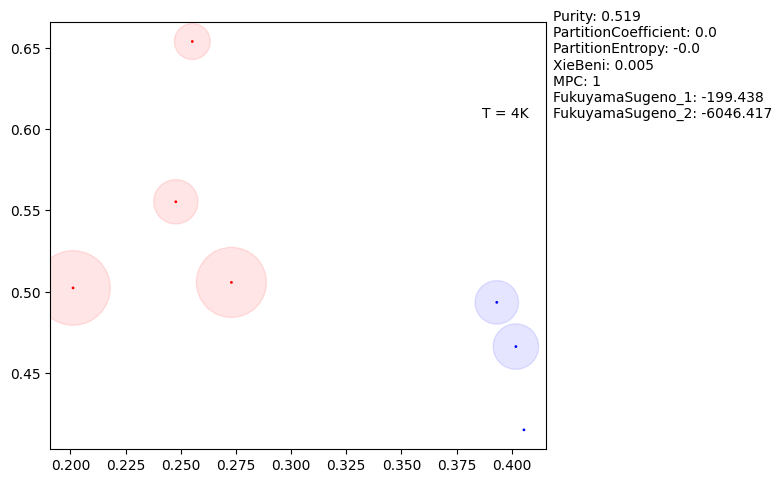 Purity: 0.519
PartitionCoefficient: 0.0
PartitionEntropy: -0.0
XieBeni: 0.005
MPC: 1
FukuyamaSugeno_1: -199.438
FukuyamaSugeno_2: -6046.417
T = 4K
0.65
0.60
0.55
0.50
0.45
0.200 0.225 0.250 0.275 0.300 0.325 0.350 0.375 0.400